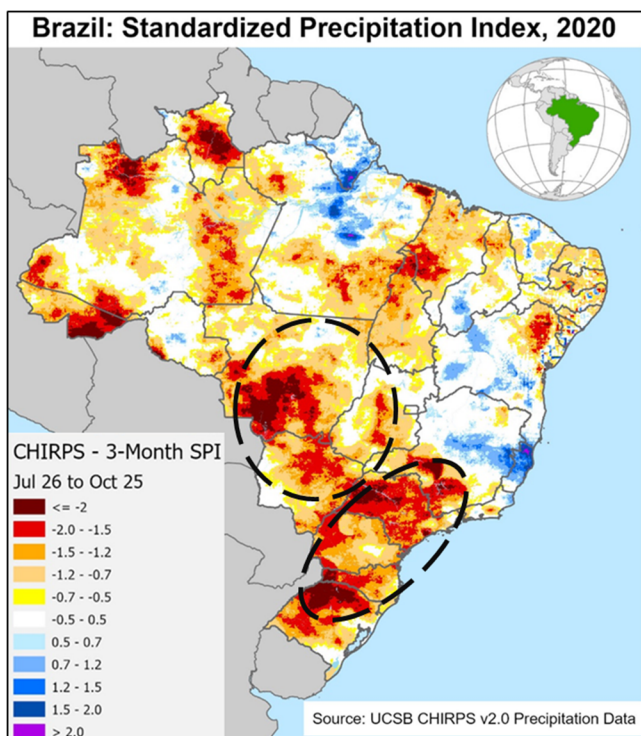 Brazil: Standardized Precipitation Index, 2020
CHIRPS - 3-Month SPI
Jul 26 to Oct 25
<= -2
-2.0 - -1.5
-1.5 - -1.2
-1.2 - -0.7
-0.7 - -0.5
-0.5 - 0.5
0.5 - 0.7
0.7 - 1.2
1.2 - 1.5
1.5 - 2.0
> 2.0
Source: UCSB CHIRPS v2.0 Precipitation Data